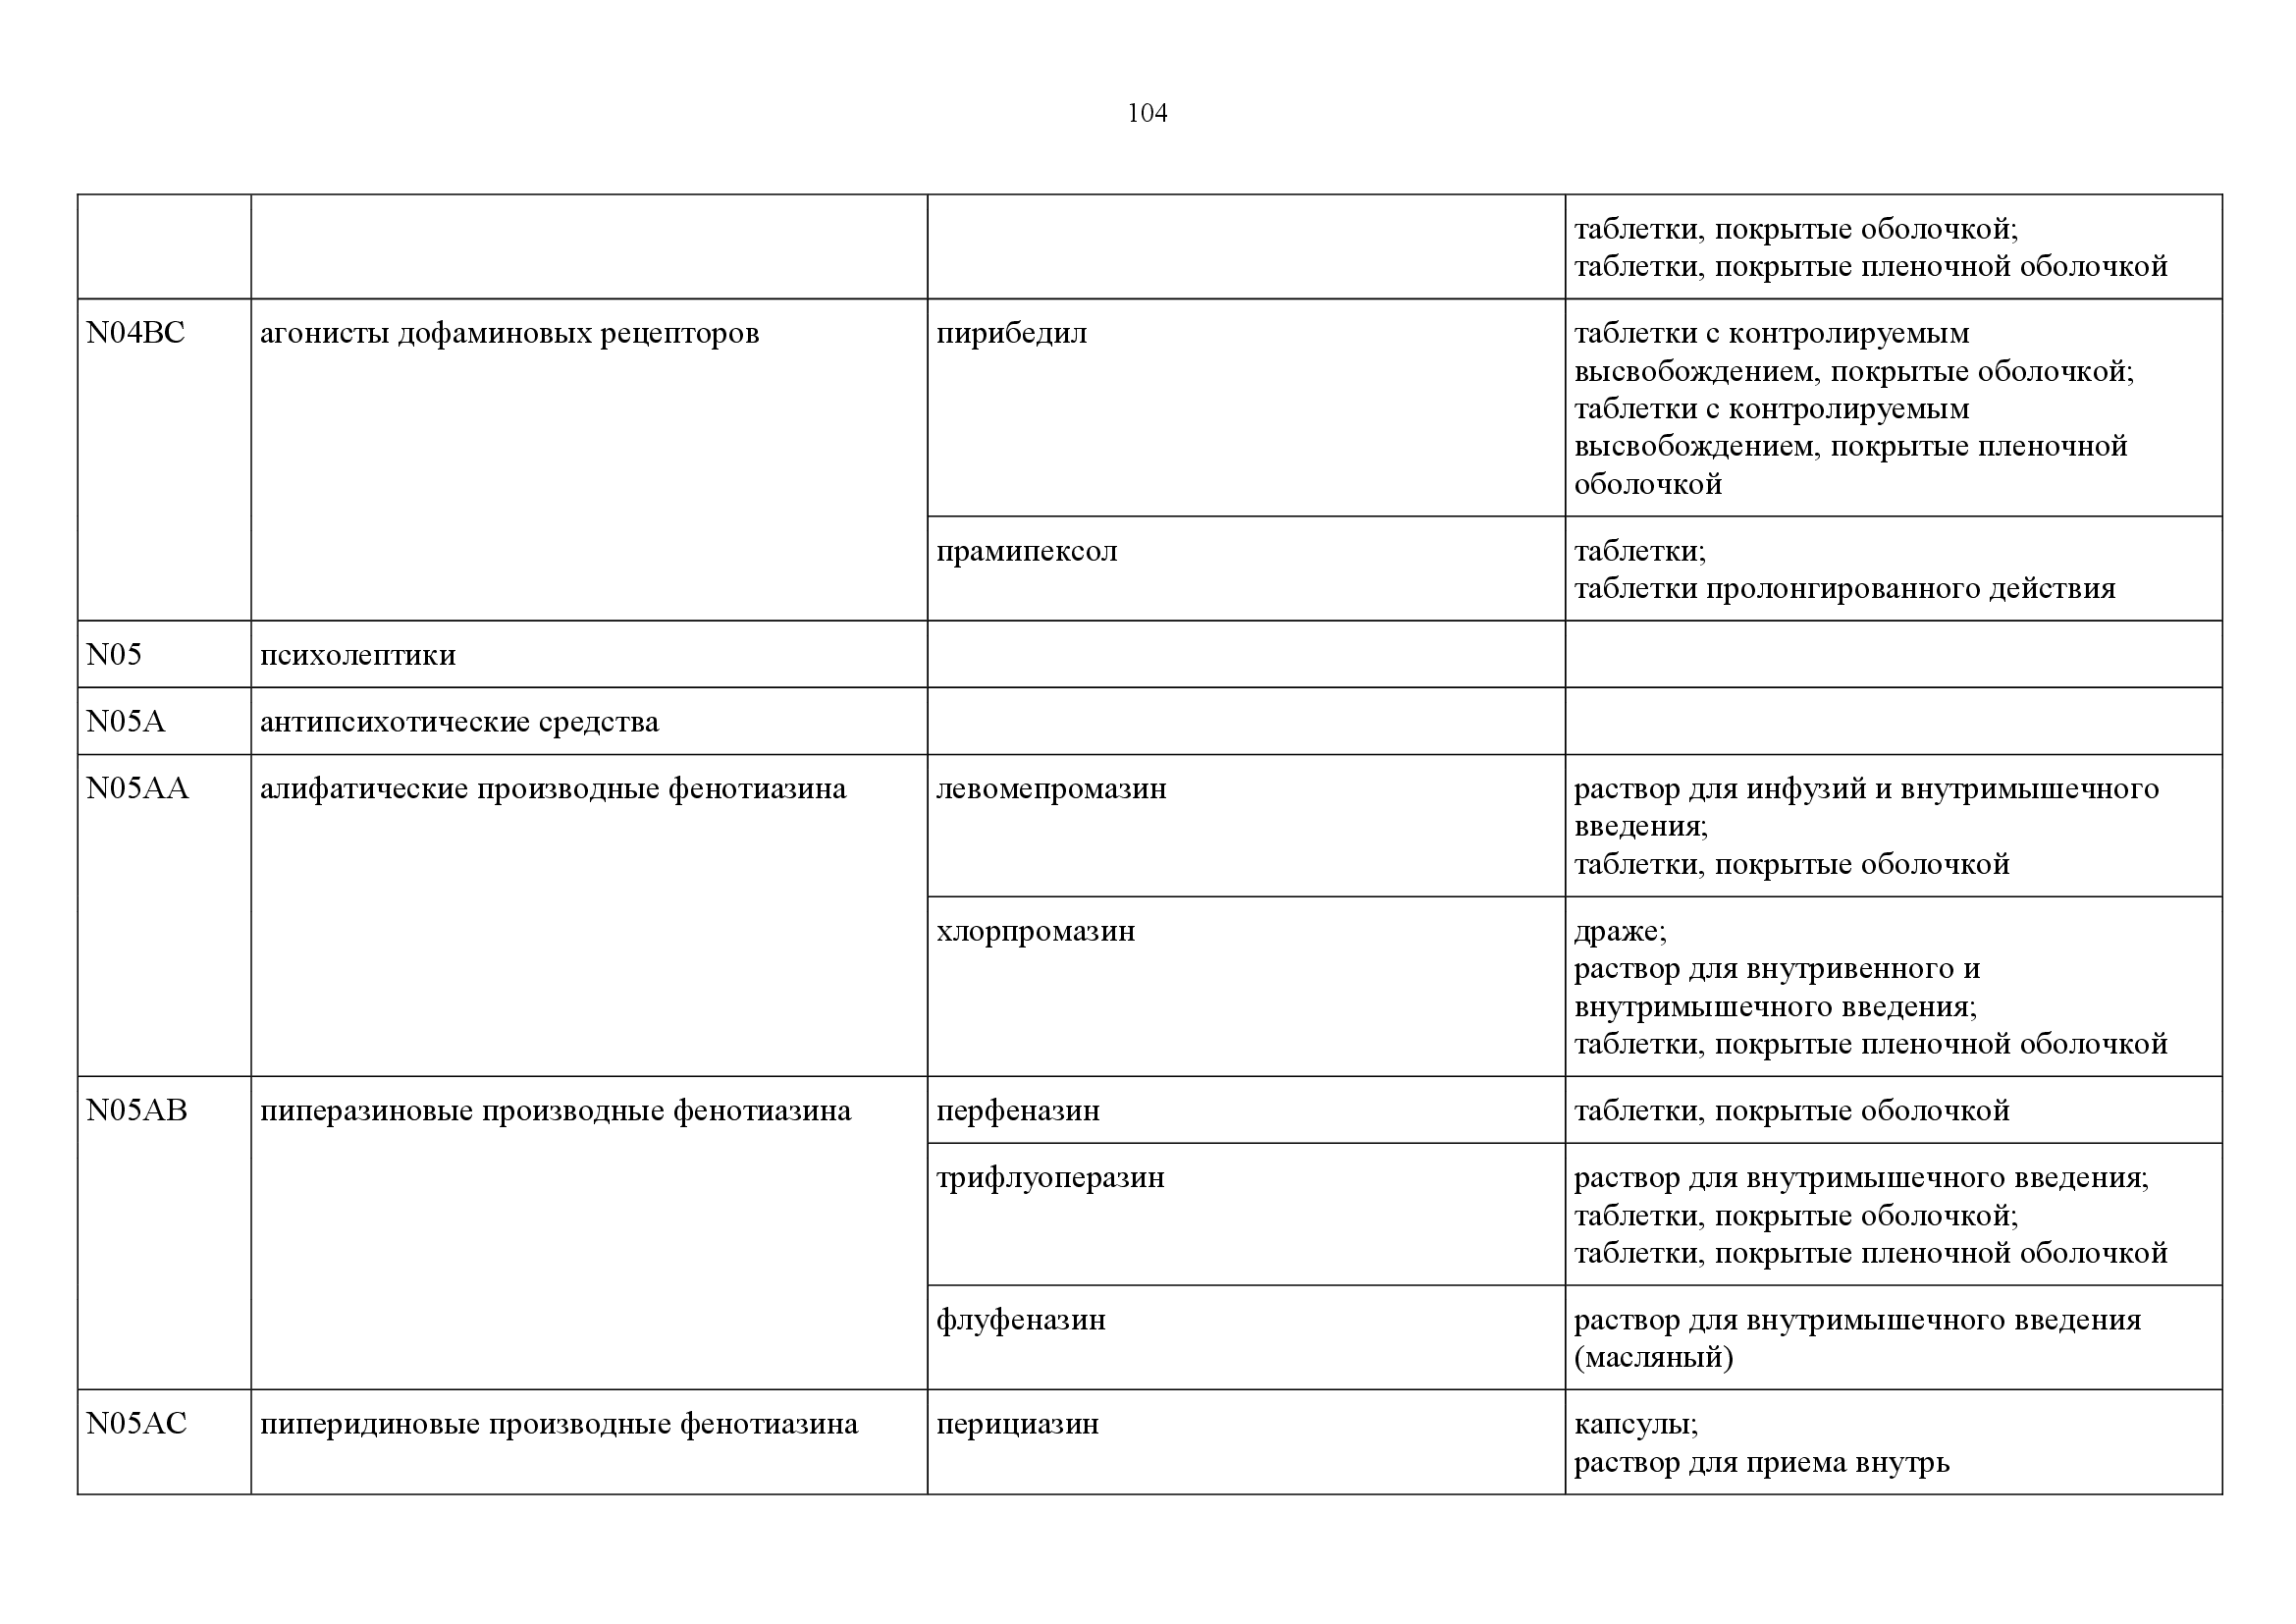 104
таблетки, покрытые оболочкой;
таблетки, покрытые пленочной оболочкой
N04BC
агонисты дофаминовых рецепторов
пирибедил
таблетки с контролируемым
высвобождением, покрытые оболочкой;
таблетки с контролируемым
высвобождением, покрытые пленочной
оболочкой
прамипексол
таблетки;
таблетки пролонгированного действия
N05
психолептики
N05A
антипсихотические средства
N05AA
алифатические производные фенотиазина
левомепромазин
раствор для инфузий и внутримышечного
введения;
таблетки, покрытые оболочкой
хлорпромазин
драже;
раствор для внутривенного и
внутримышечного введения;
таблетки, покрытые пленочной оболочкой
N05AB
пиперазиновые производные фенотиазина
перфеназин
таблетки, покрытые оболочкой
трифлуоперазин
раствор для внутримышечного введения;
таблетки, покрытые оболочкой;
таблетки, покрытые пленочной оболочкой
флуфеназин
раствор для внутримышечного введения
(масляный)
N05AC
пиперидиновые производные фенотиазина
перициазин
капсулы;
раствор для приема внутрь